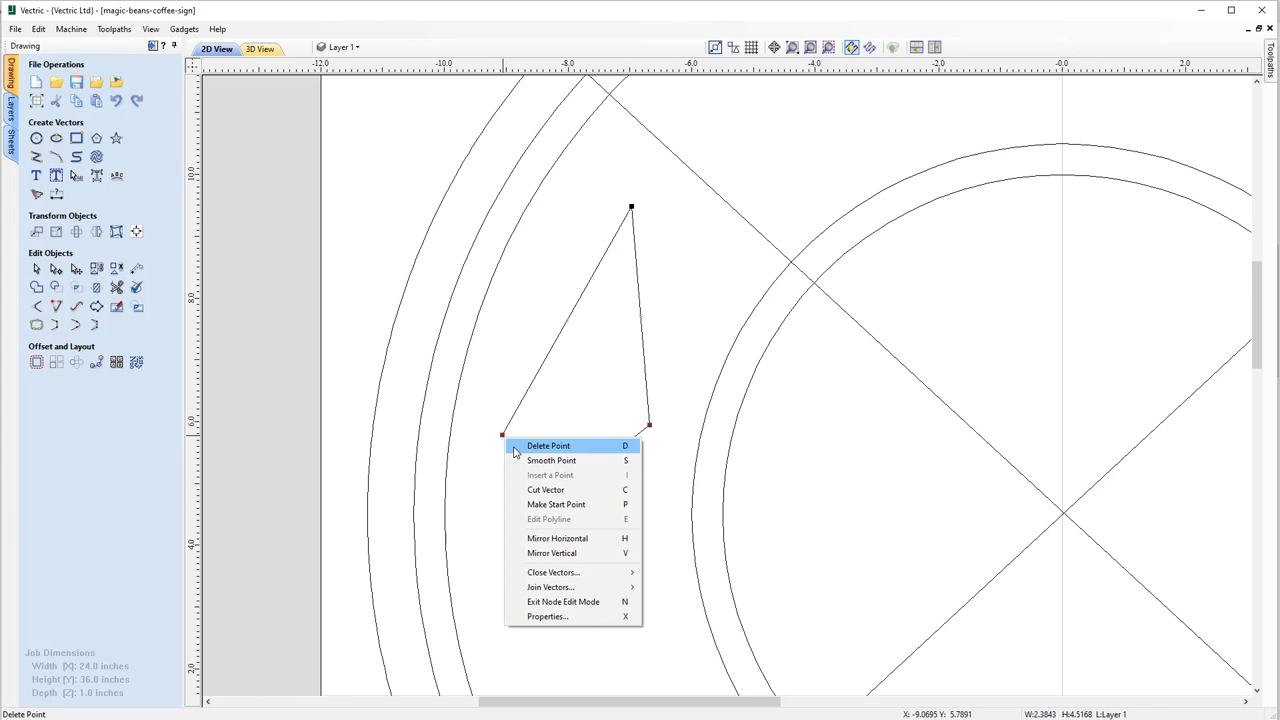 Vectric - {Vectric Ltd} - [magic-beans-coffee-sign]
File Edit Machine Toolpaths View Gadgets Help
Drawing
2D View 3D View Layer 1
Toolpaths
Drawing
Layers
Sheets
File Operations
Create Vectors
Transform Objects
Edit Objects
Offset and Layout
-12.0 -10.0 -8.0 -6.0 -4.0 -2.0 -0.0 2.0
10.0
8.0
6.0
4.0
2.0
Delete Point D
Smooth Point S
Insert a Point I
Cut Vector C
Make Start Point P
Edit Polyline E
Mirror Horizontal H
Mirror Vertical V
Close Vectors...
Join Vectors...
Exit Node Edit Mode N
Properties... X
Job Dimensions
Width [X]: 24.0 inches
Height [Y]: 36.0 inches
Depth [Z]: 1.0 inches
Delete Point
X: -9.0695 Y: 5.7891
W:2.3843 H:4.5168 L:Layer 1